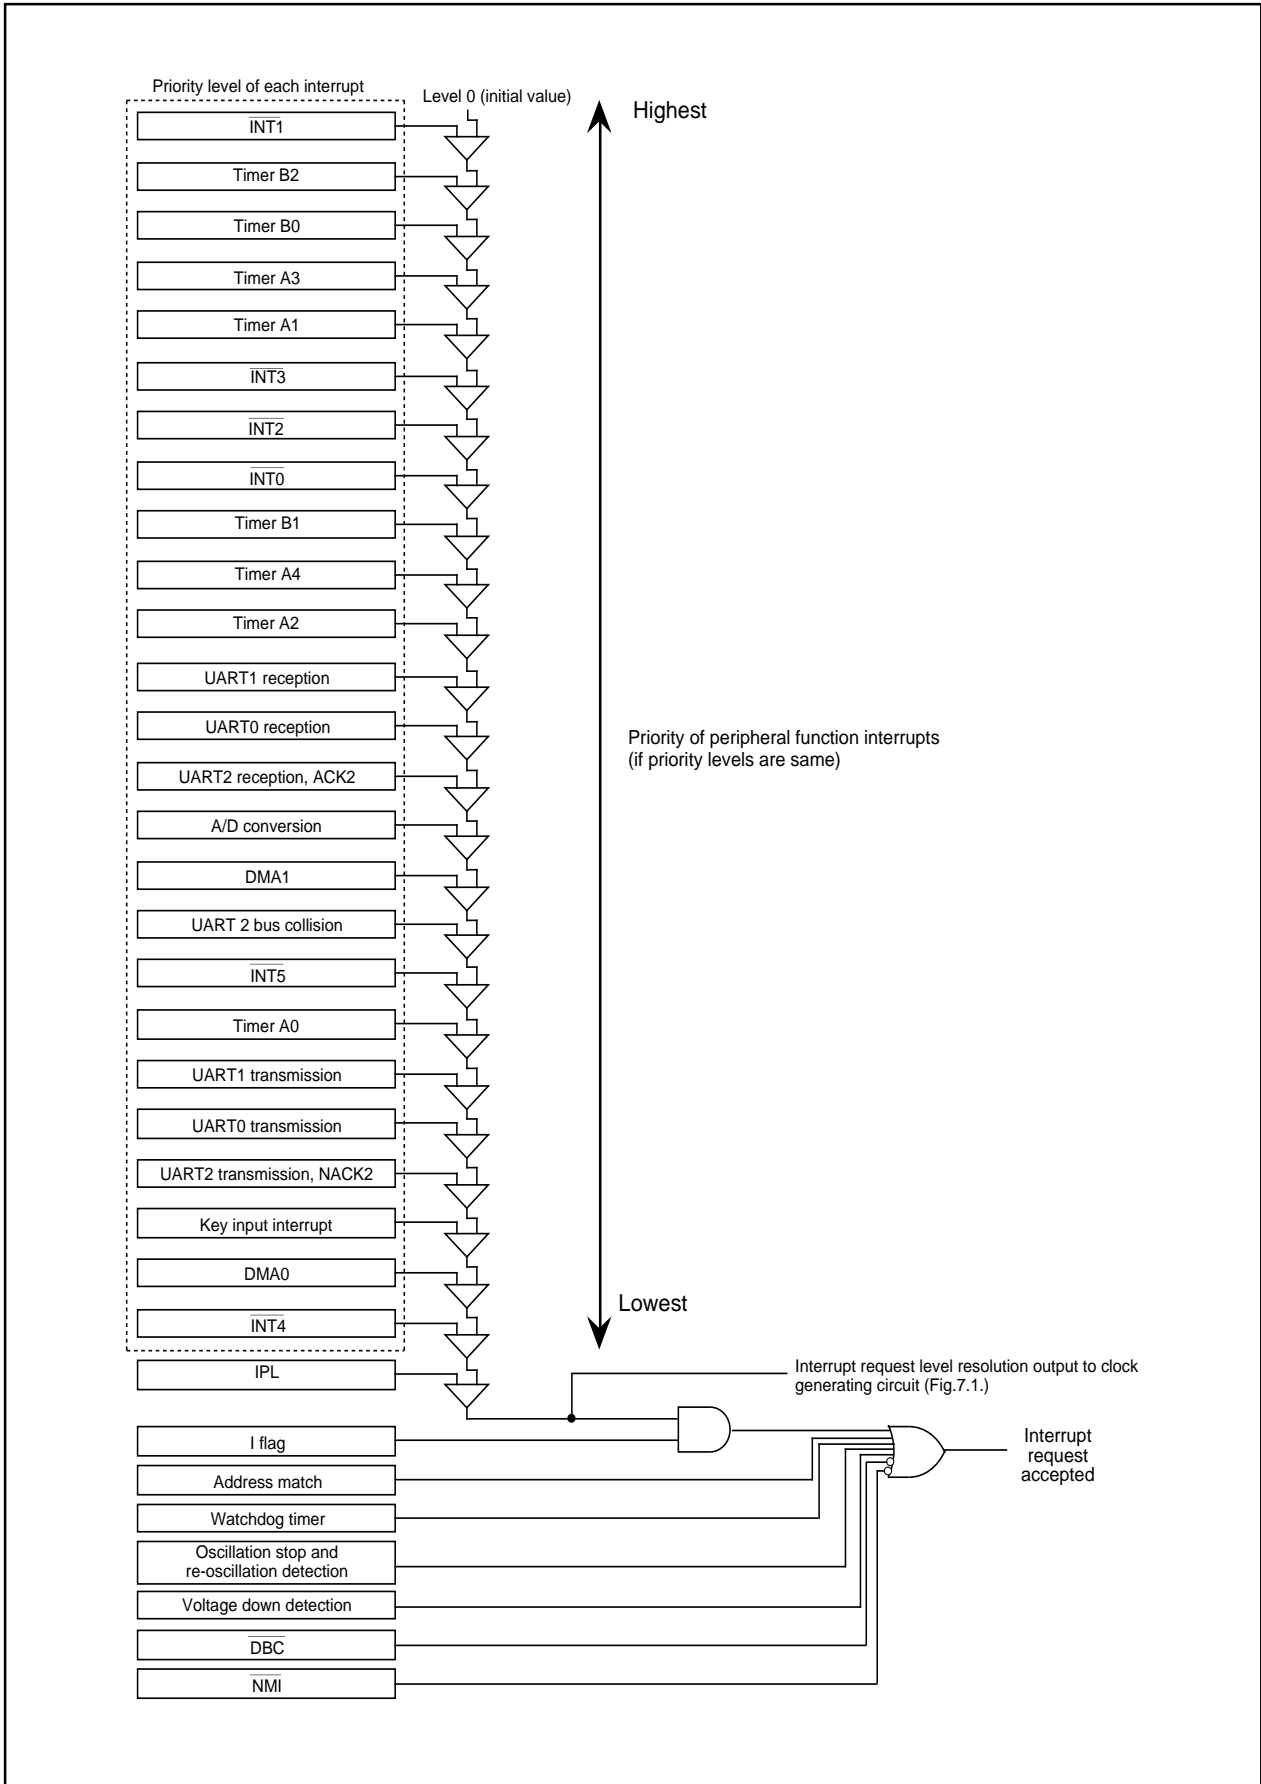 Priority level of each interrupt
Level 0 (initial value)
Highest
INT1
Timer B2
Timer B0
Timer A3
Timer A1
INT3
INT2
INT0
Timer B1
Timer A4
Timer A2
UART1 reception
UART0 reception
Priority of peripheral function interrupts
(if priority levels are same)
UART2 reception, ACK2
A/D conversion
DMA1
UART 2 bus collision
INT5
Timer A0
UART1 transmission
UART0 transmission
UART2 transmission, NACK2
Key input interrupt
DMA0
Lowest
INT4
IPL
Interrupt request level resolution output to clock
generating circuit (Fig.7.1.)
I flag
Interrupt
request
accepted
Address match
Watchdog timer
Oscillation stop and
re-oscillation detection
Voltage down detection
DBC
NMI